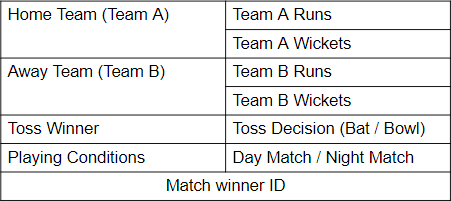 Home Team (Team A)
Team A Runs
Team A Wickets
Away Team (Team B)
Team B Runs
Team B Wickets
Toss Winner
Toss Decision (Bat / Bowl)
Playing Conditions
Day Match / Night Match
Match winner ID